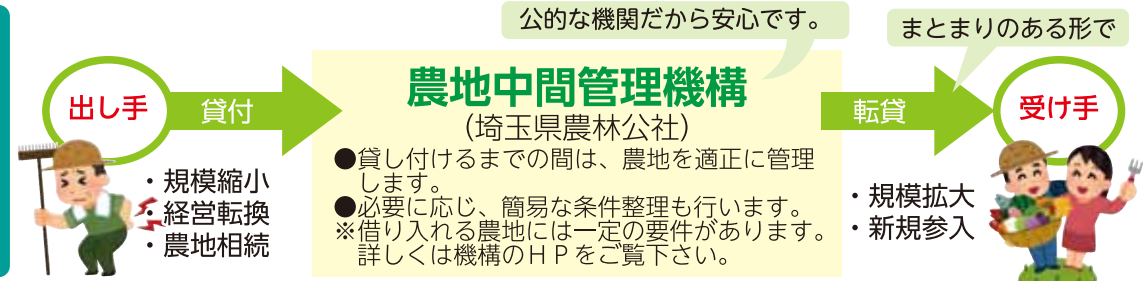 公的な機関だから安心です。
まとまりのある形で
出し手
貸付
農地中間管理機構
(埼玉県農林公社)
転貸
受け手
●貸し付けるまでの間は、農地を適正に管理
します。
●必要に応じ、簡易な条件整理も行います。
※借り入れる農地には一定の要件があります。
詳しくは機構のＨＰをご覧下さい。
・規模縮小
・経営転換
・農地相続
・規模拡大
・新規参入